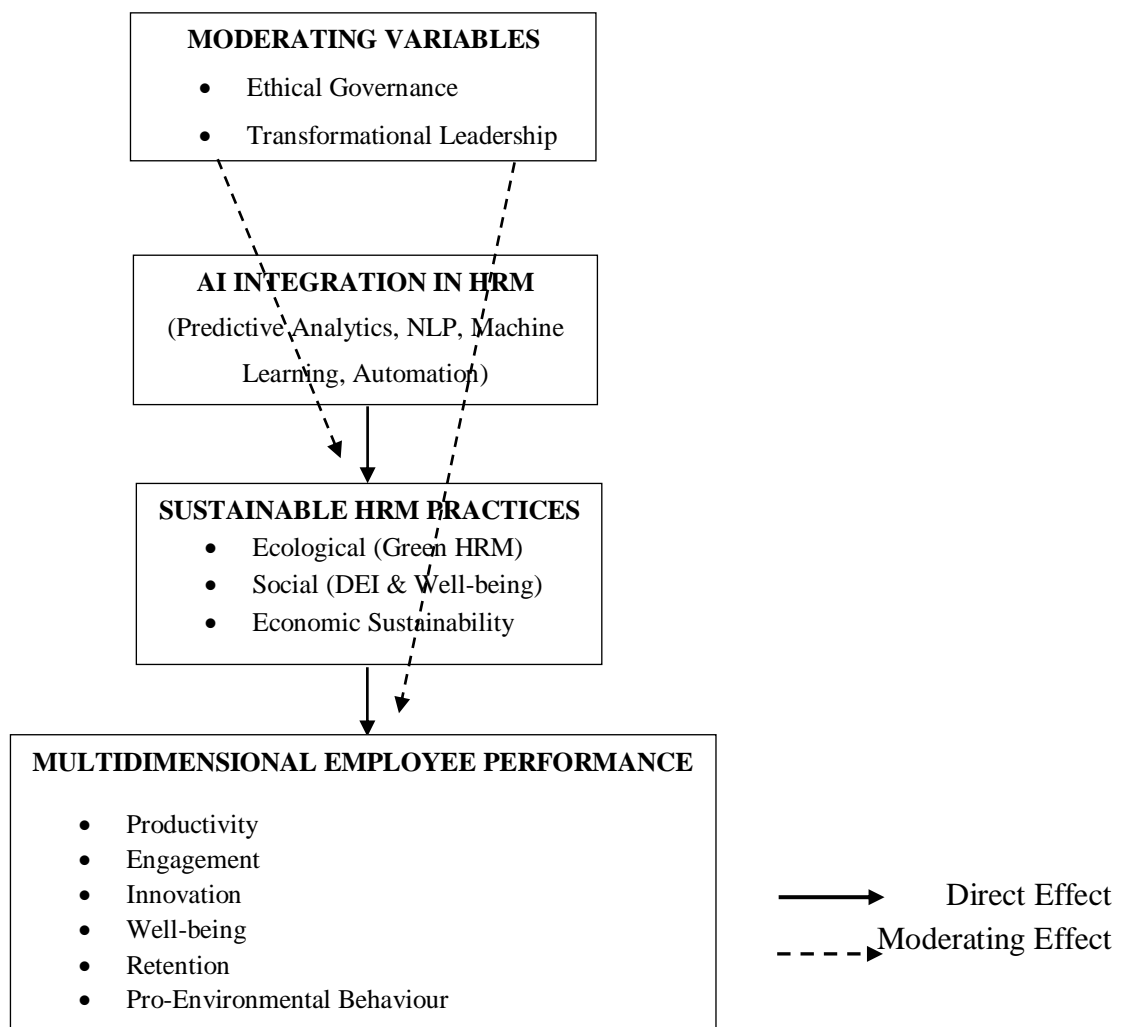 MODERATING VARIABLES
• Ethical Governance
• Transformational Leadership
AI INTEGRATION IN HRM
(Predictive Analytics, NLP, Machine
Learning, Automation)
SUSTAINABLE HRM PRACTICES
• Ecological (Green HRM)
• Social (DEI & Well-being)
• Economic Sustainability
MULTIDIMENSIONAL EMPLOYEE PERFORMANCE
• Productivity
• Engagement
• Innovation
• Well-being
• Retention
• Pro-Environmental Behaviour
Direct Effect
Moderating Effect